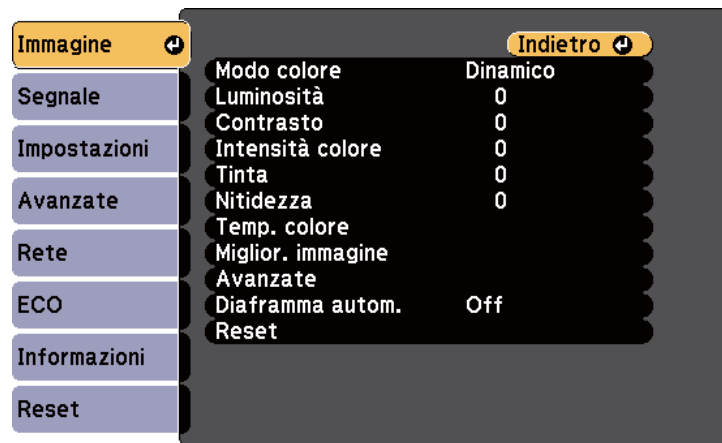 Immagine
Segnale
Impostazioni
Avanzate
Rete
ECO
Informazioni
Reset
Indietro
Modo colore Dinamico
Luminosità 0
Contrasto 0
Intensità colore 0
Tinta 0
Nitidezza 0
Temp. colore
Miglior. immagine
Avanzate
Diaframma autom. Off
Reset